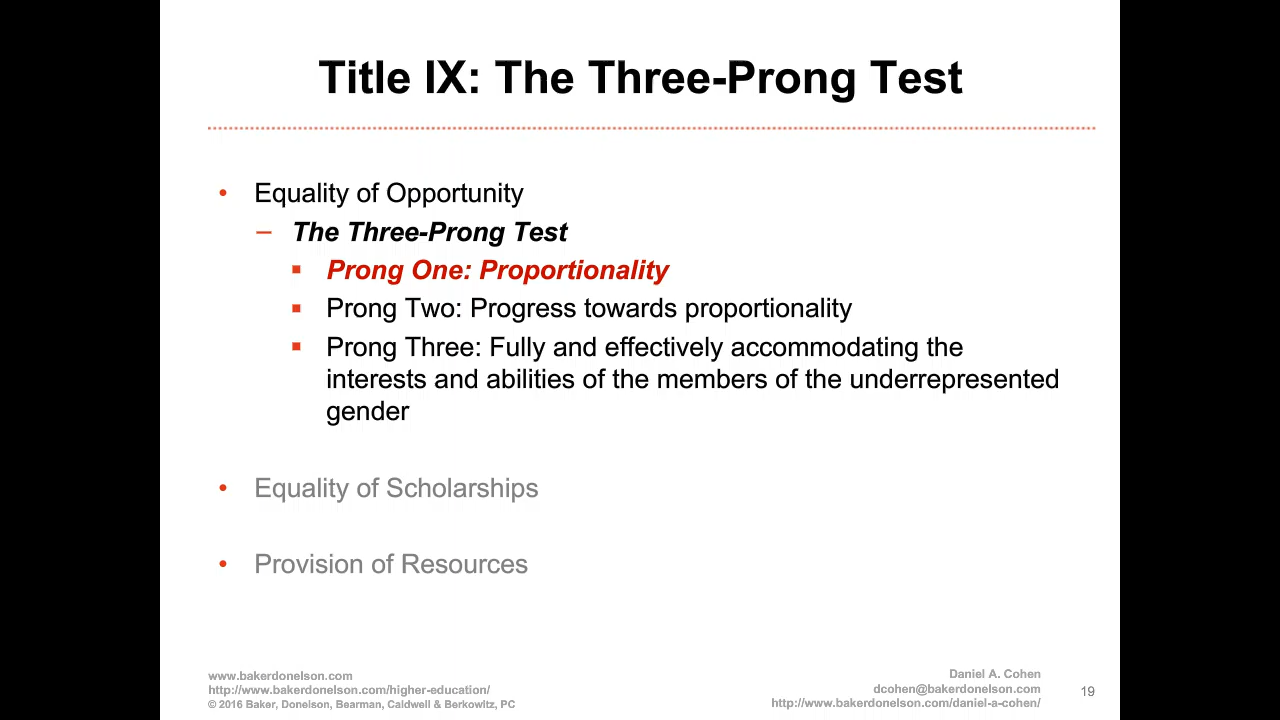 Title IX: The Three-Prong Test
• Equality of Opportunity
– The Three-Prong Test
▪ Prong One: Proportionality
▪ Prong Two: Progress towards proportionality
▪ Prong Three: Fully and effectively accommodating the
interests and abilities of the members of the underrepresented
gender
• Equality of Scholarships
• Provision of Resources
www.bakerdonelson.com
http://www.bakerdonelson.com/higher-education/
© 2016 Baker, Donelson, Bearman, Caldwell & Berkowitz, PC
Daniel A. Cohen
dcohen@bakerdonelson.com
http://www.bakerdonelson.com/daniel-a-cohen/
19